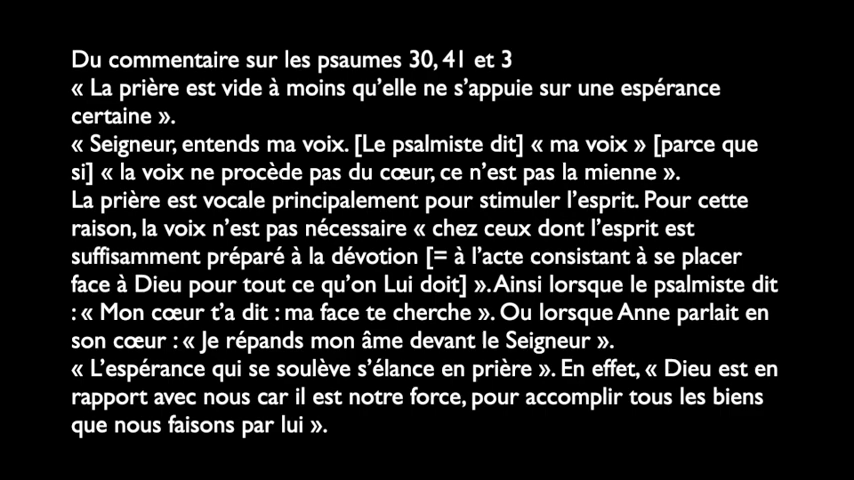 Du commentaire sur les psaumes 30, 41 et 3
« La prière est vide à moins qu’elle ne s’appuie sur une espérance
certaine ».
« Seigneur, entends ma voix. [Le psalmiste dit] « ma voix » [parce que
si] « la voix ne procède pas du cœur, ce n’est pas la mienne ».
La prière est vocale principalement pour stimuler l’esprit. Pour cette
raison, la voix n’est pas nécessaire « chez ceux dont l’esprit est
suffisamment préparé à la dévotion [= à l’acte consistant à se placer
face à Dieu pour tout ce qu’on Lui doit] ». Ainsi lorsque le psalmiste dit
: « Mon cœur t’a dit : ma face te cherche ». Ou lorsque Anne parlait en
son cœur : « Je répands mon âme devant le Seigneur ».
« L’espérance qui se soulève s’élance en prière ». En effet, « Dieu est en
rapport avec nous car il est notre force, pour accomplir tous les biens
que nous faisons par lui ».